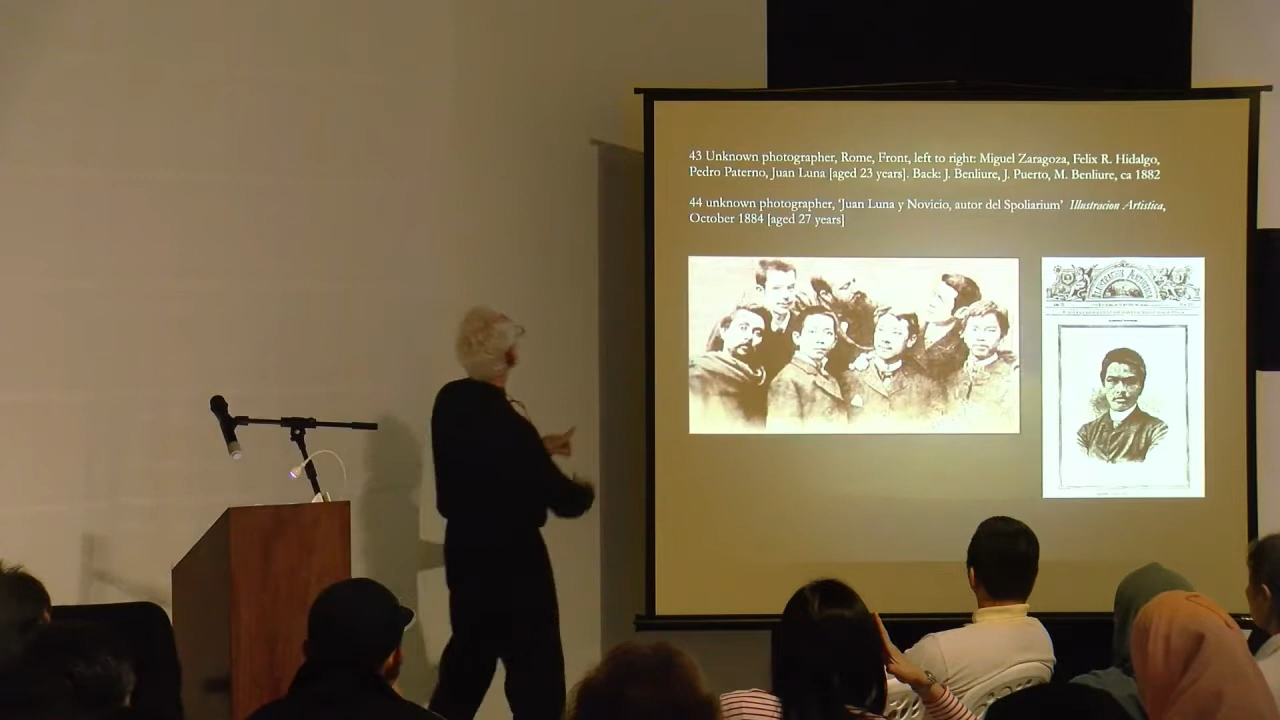 43 Unknown photographer, Rome, Front, left to right: Miguel Zaragoza, Felix R. Hidalgo,
Pedro Paterno, Juan Luna [aged 23 years]. Back: J. Benliure, J. Puerto, M. Benliure, ca 1882
44 unknown photographer, ‘Juan Luna y Novicio, autor del Spoliarium’ Illustracion Artistica,
October 1884 [aged 27 years]